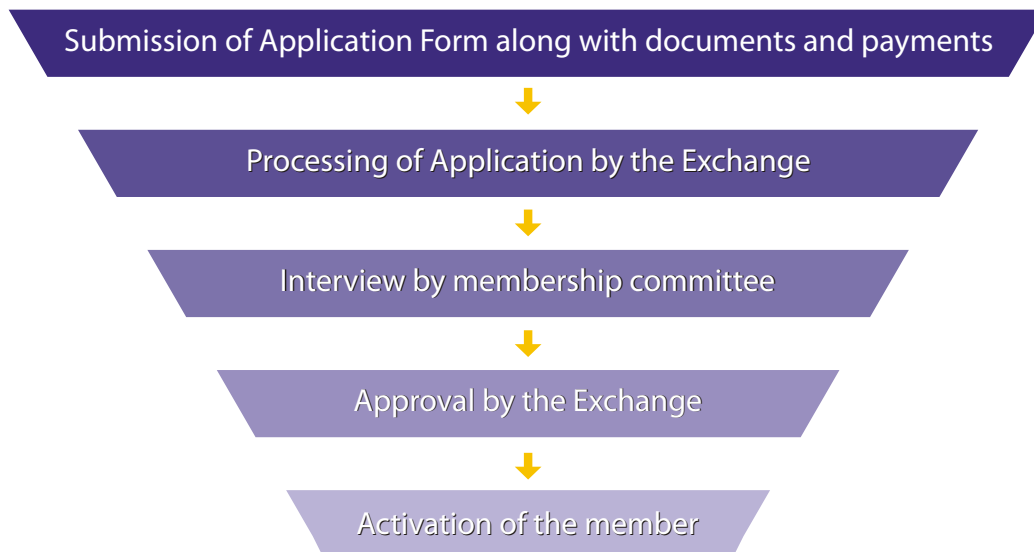 Submission of Application Form along with documents and payments
Processing of Application by the Exchange
Interview by membership committee
Approval by the Exchange
Activation of the member